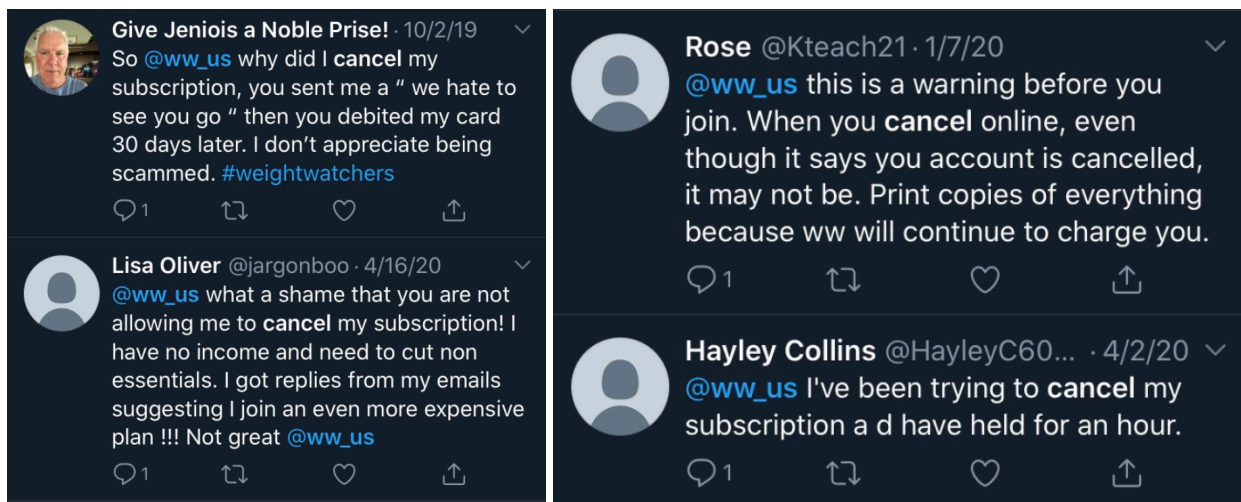 Give Jeniois a Noble Prise! · 10/2/19
So @ww_us why did I cancel my
subscription, you sent me a “ we hate to
see you go “ then you debited my card
30 days later. I don’t appreciate being
scammed. #weightwatchers
1
Lisa Oliver @jargonboo · 4/16/20
@ww_us what a shame that you are not
allowing me to cancel my subscription! I
have no income and need to cut non
essentials. I got replies from my emails
suggesting I join an even more expensive
plan !!! Not great @ww_us
1
Rose @Kteach21 · 1/7/20
@ww_us this is a warning before you
join. When you cancel online, even
though it says you account is cancelled,
it may not be. Print copies of everything
because ww will continue to charge you.
1
Hayley Collins @HayleyC60... · 4/2/20
@ww_us I've been trying to cancel my
subscription a d have held for an hour.
1